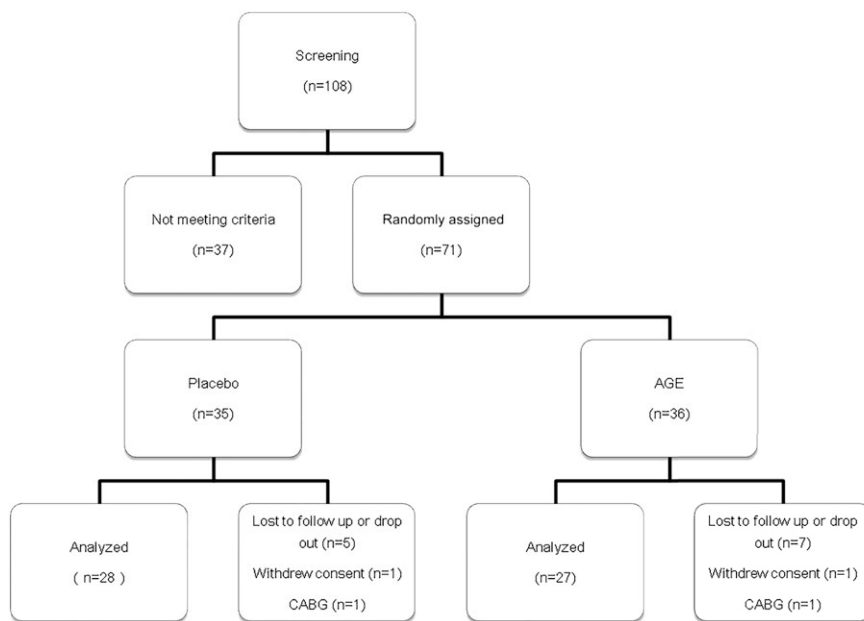 Screening
(n=108)
Not meeting criteria
(n=37)
Randomly assigned
(n=71)
Placebo
(n=35)
AGE
(n=36)
Analyzed
( n=28 )
Lost to follow up or drop
out (n=5)
Withdrew consent (n=1)
CABG (n=1)
Analyzed
(n=27)
Lost to follow up or drop
out (n=7)
Withdrew consent (n=1)
CABG (n=1)